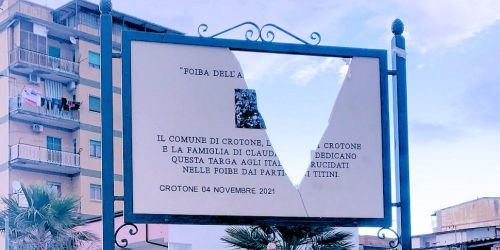 "FOIBA DELL'A
IL COMUNE DI CROTONE, CROTONE
E LA FAMIGLIA DI CLAUD DEDICANO
QUESTA TARGA AGLI ITAL RUCIDATI
NELLE FOIBE DAI PARTI I TITINI.
CROTONE 04 NOVEMBRE 2021